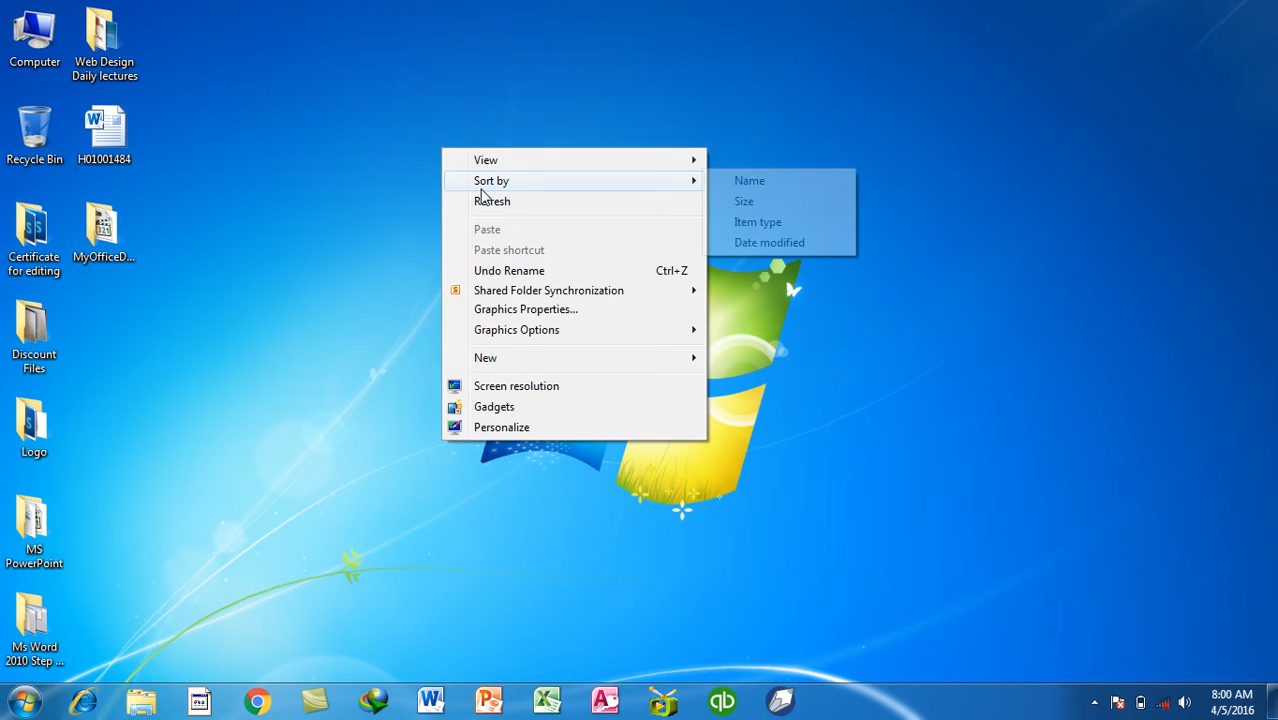 Computer
Web Design
Daily lectures
Recycle Bin
H01001484
Certificate
for editing
MyOfficeD...
Discount
Files
Logo
MS
PowerPoint
Ms Word
2010 Step ...
View
Sort by
Refresh
Paste
Paste shortcut
Undo Rename Ctrl+Z
Shared Folder Synchronization
Graphics Properties...
Graphics Options
New
Screen resolution
Gadgets
Personalize
Name
Size
Item type
Date modified
8:00 AM
4/5/2016